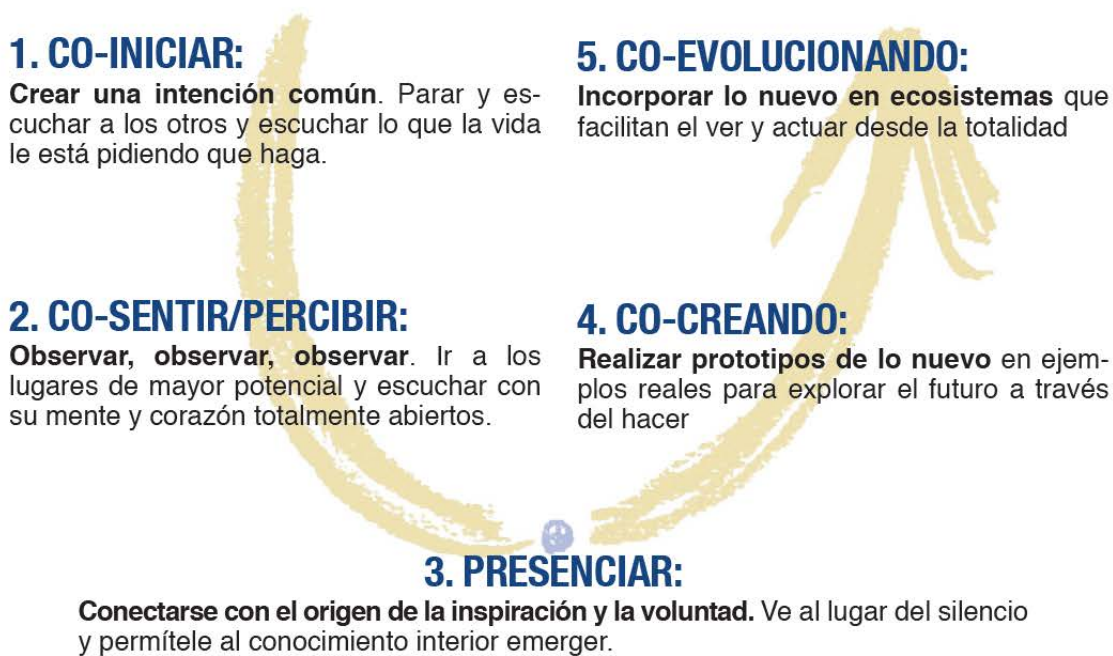 1. CO-INICIAR:
Crear una intención común. Parar y es-
cuchar a los otros y escuchar lo que la vida
le está pidiendo que haga.
2. CO-SENTIR/PERCIBIR:
Observar, observar, observar. Ir a los
lugares de mayor potencial y escuchar con
su mente y corazón totalmente abiertos.
3. PRESENCIAR:
Conectarse con el origen de la inspiración y la voluntad. Ve al lugar del silencio
y permítele al conocimiento interior emerger.
4. CO-CREANDO:
Realizar prototipos de lo nuevo en ejem-
plos reales para explorar el futuro a través
del hacer
5. CO-EVOLUCIONANDO:
Incorporar lo nuevo en ecosistemas que
facilitan el ver y actuar desde la totalidad